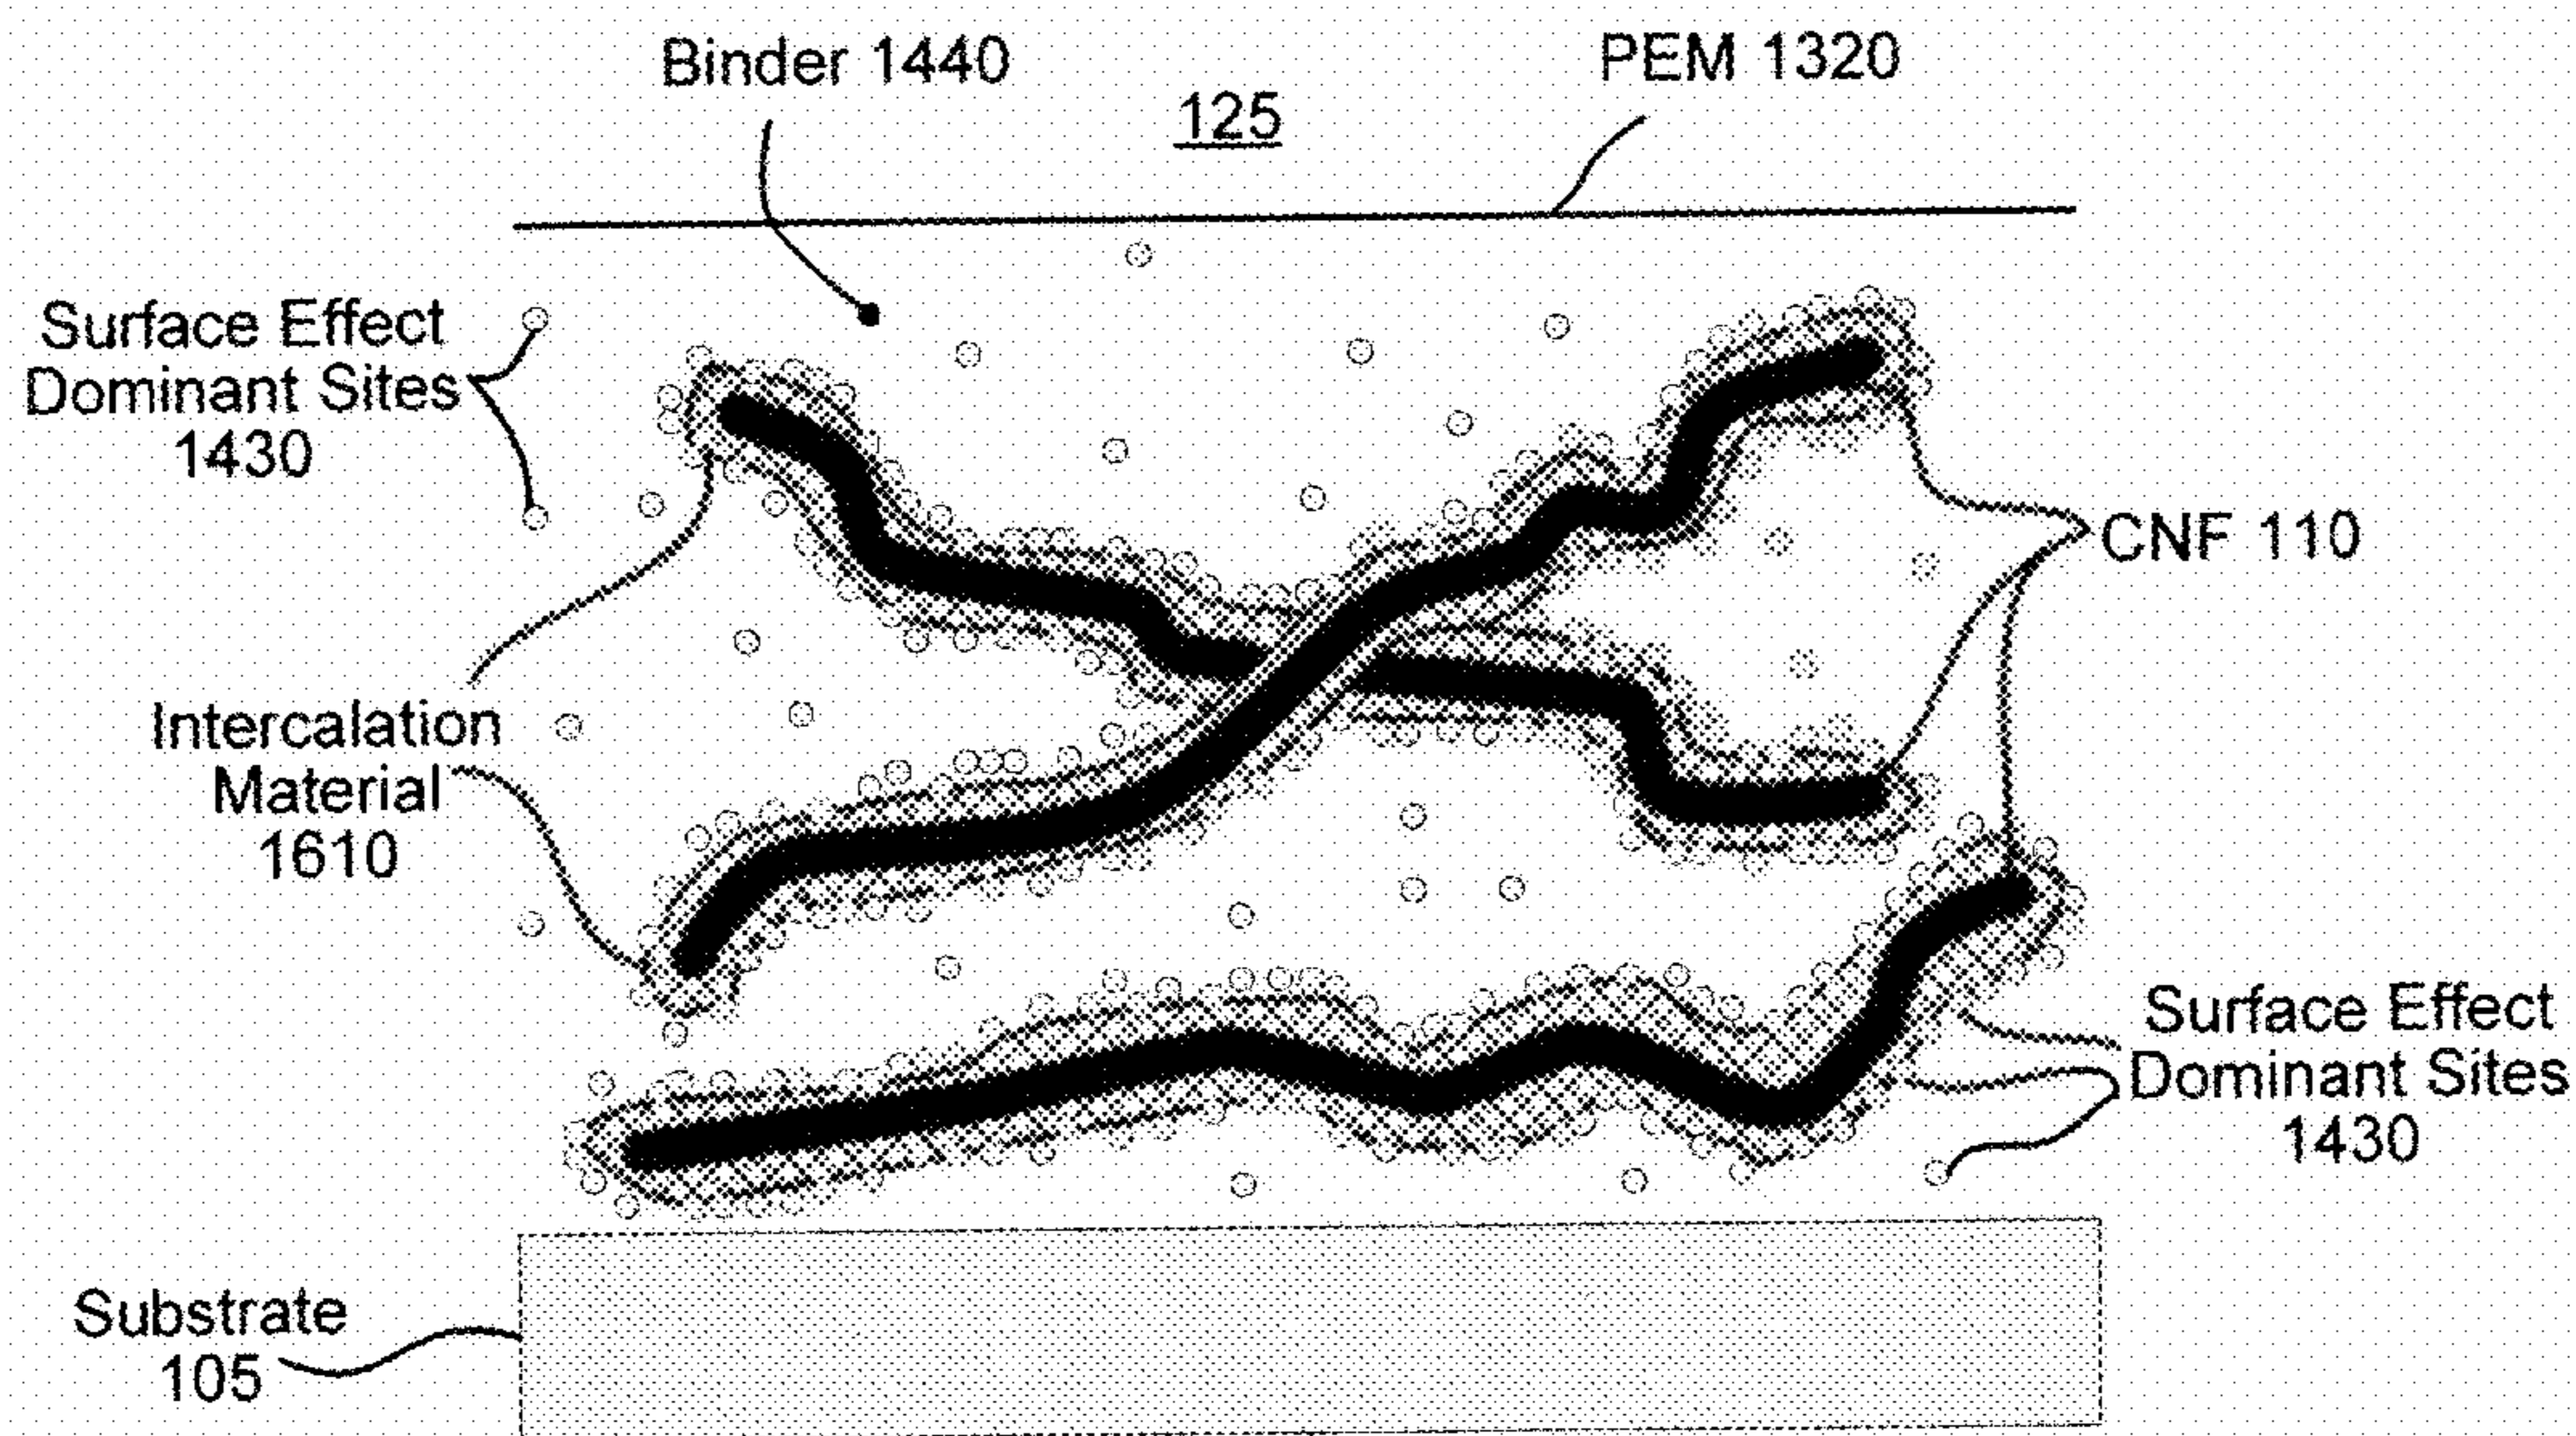 Binder 1440
PEM 1320
125
Surface Effect
Dominant Sites
1430
CNF 110
Intercalation
Material
1610
Surface Effect
Dominant Sites
1430
Substrate
105